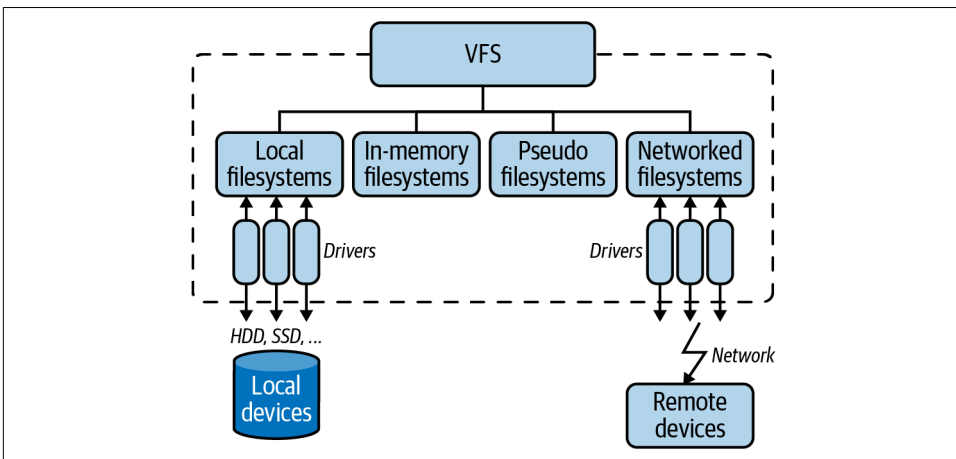 VFS
Local
filesystems
In-memory
filesystems
Pseudo
filesystems
Networked
filesystems
Drivers
Drivers
HDD, SSD, ...
Local
devices
Network
Remote
devices